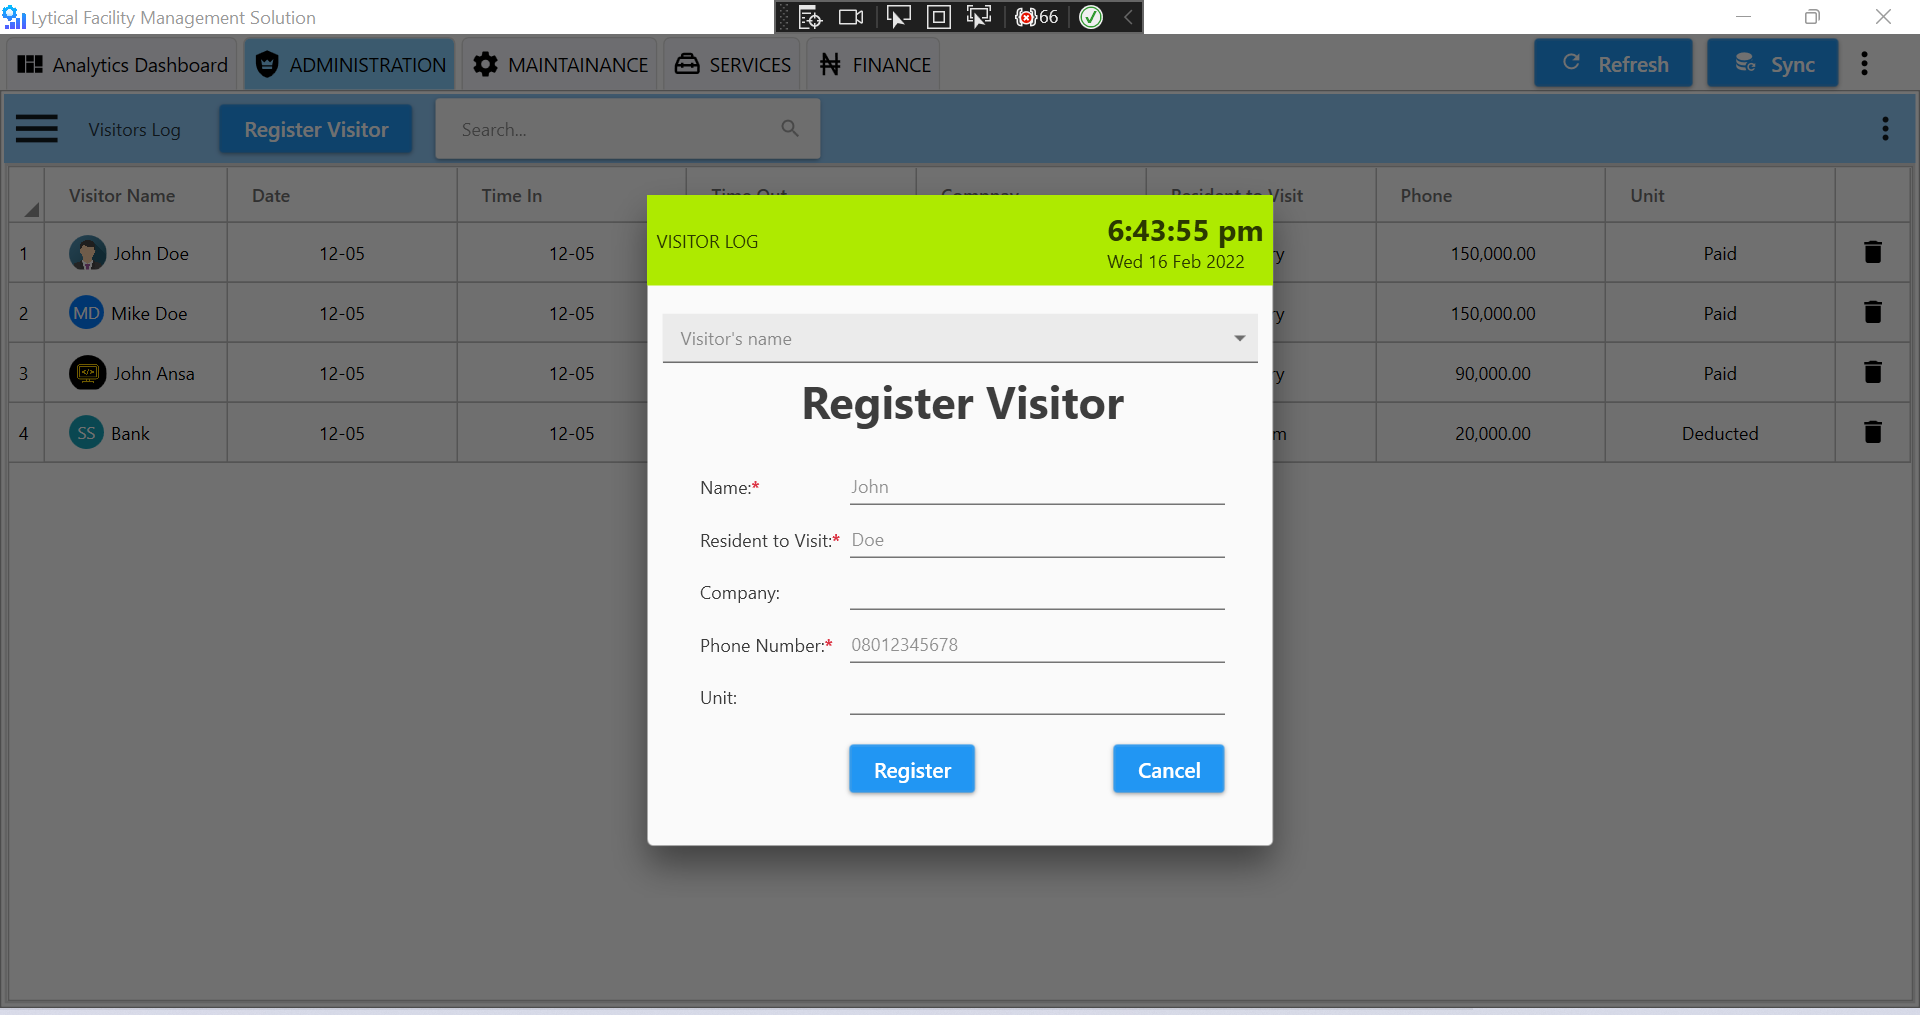 Lytical Facility Management Solution
66
Analytics Dashboard
ADMINISTRATION
MAINTAINANCE
SERVICES
FINANCE
Refresh
Sync
Visitors Log
Register Visitor
Search...
Visitor Name Date Time In Time Out Company Resident to Visit Phone Unit
1 John Doe 12-05 12-05 y 150,000.00 Paid
2 MD Mike Doe 12-05 12-05 y 150,000.00 Paid
3 John Ansa 12-05 12-05 y 90,000.00 Paid
4 SS Bank 12-05 12-05 m 20,000.00 Deducted
VISITOR LOG
6:43:55 pm
Wed 16 Feb 2022
Visitor's name
Register Visitor
Name:* John
Resident to Visit:* Doe
Company:
Phone Number:* 08012345678
Unit:
Register
Cancel